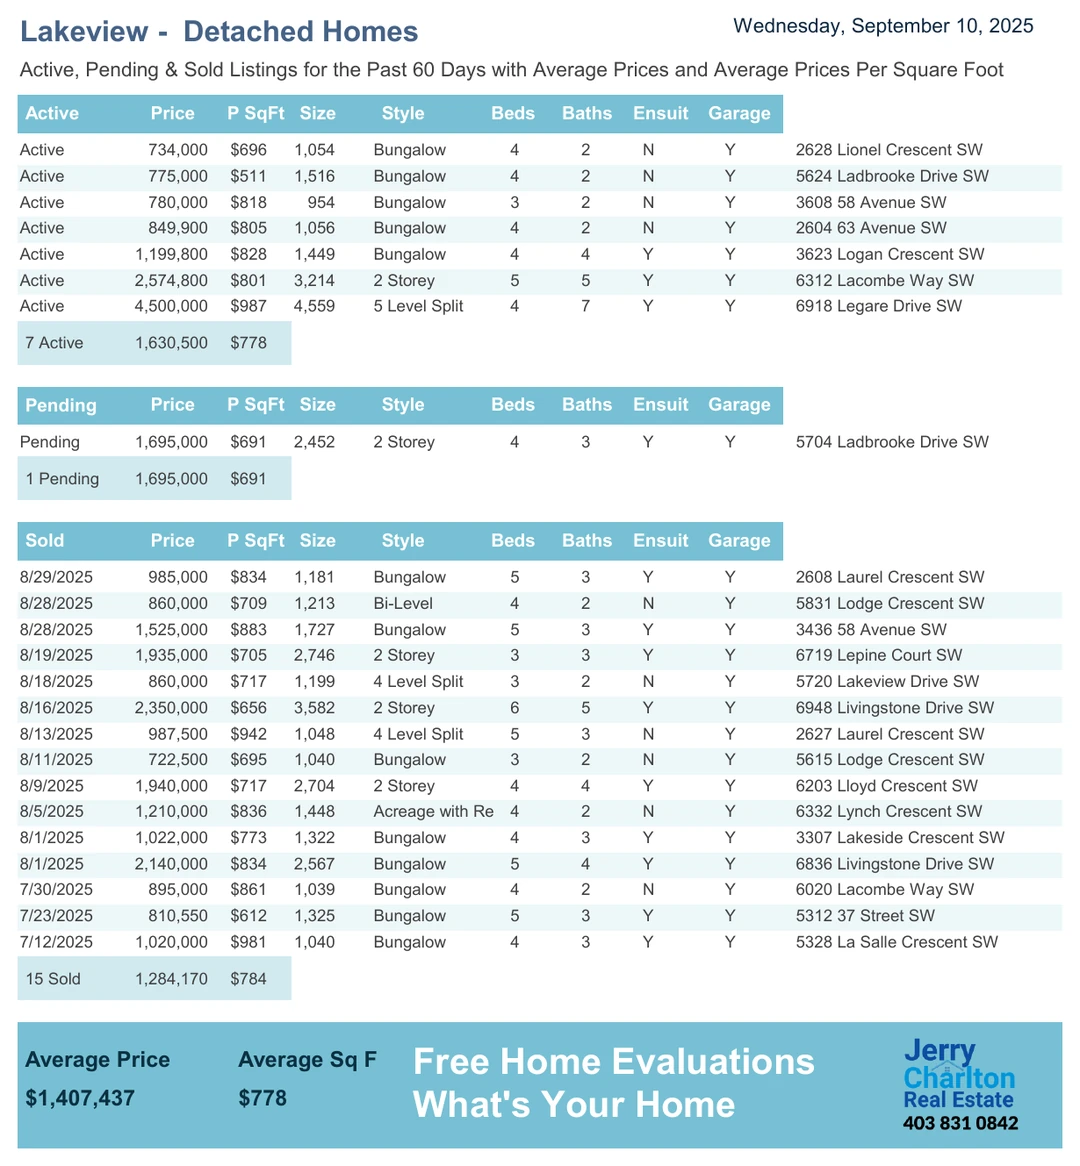 Lakeview - Detached Homes
Wednesday, September 10, 2025
Active, Pending & Sold Listings for the Past 60 Days with Average Prices and Average Prices Per Square Foot
Active Price P SqFt Size Style Beds Baths Ensuit Garage
Active 734,000 $696 1,054 Bungalow 4 2 N Y 2628 Lionel Crescent SW
Active 775,000 $511 1,516 Bungalow 4 2 N Y 5624 Ladbrooke Drive SW
Active 780,000 $818 954 Bungalow 3 2 N Y 3608 58 Avenue SW
Active 849,900 $805 1,056 Bungalow 4 2 N Y 2604 63 Avenue SW
Active 1,199,800 $828 1,449 Bungalow 4 4 Y Y 3623 Logan Crescent SW
Active 2,574,800 $801 3,214 2 Storey 5 5 Y Y 6312 Lacombe Way SW
Active 4,500,000 $987 4,559 5 Level Split 4 7 Y Y 6918 Legare Drive SW
7 Active 1,630,500 $778
Pending Price P SqFt Size Style Beds Baths Ensuit Garage
Pending 1,695,000 $691 2,452 2 Storey 4 3 Y Y 5704 Ladbrooke Drive SW
1 Pending 1,695,000 $691
Sold Price P SqFt Size Style Beds Baths Ensuit Garage
8/29/2025 985,000 $834 1,181 Bungalow 5 3 Y Y 2608 Laurel Crescent SW
8/28/2025 860,000 $709 1,213 Bi-Level 4 2 N Y 5831 Lodge Crescent SW
8/28/2025 1,525,000 $883 1,727 Bungalow 5 3 Y Y 3436 58 Avenue SW
8/19/2025 1,935,000 $705 2,746 2 Storey 3 3 Y Y 6719 Lepine Court SW
8/18/2025 860,000 $717 1,199 4 Level Split 3 2 N Y 5720 Lakeview Drive SW
8/16/2025 2,350,000 $656 3,582 2 Storey 6 5 Y Y 6948 Livingstone Drive SW
8/13/2025 987,500 $942 1,048 4 Level Split 5 3 N Y 2627 Laurel Crescent SW
8/11/2025 722,500 $695 1,040 Bungalow 3 2 N Y 5615 Lodge Crescent SW
8/9/2025 1,940,000 $717 2,704 2 Storey 4 4 Y Y 6203 Lloyd Crescent SW
8/5/2025 1,210,000 $836 1,448 Acreage with Re 4 2 N Y 6332 Lynch Crescent SW
8/1/2025 1,022,000 $773 1,322 Bungalow 4 3 Y Y 3307 Lakeside Crescent SW
8/1/2025 2,140,000 $834 2,567 Bungalow 5 4 Y Y 6836 Livingstone Drive SW
7/30/2025 895,000 $861 1,039 Bungalow 4 2 N Y 6020 Lacombe Way SW
7/23/2025 810,550 $612 1,325 Bungalow 5 3 Y Y 5312 37 Street SW
7/12/2025 1,020,000 $981 1,040 Bungalow 4 3 Y Y 5328 La Salle Crescent SW
15 Sold 1,284,170 $784
Average Price Average Sq F
$1,407,437 $778
Free Home Evaluations
What's Your Home
Jerry
Charlton
Real Estate
403 831 0842